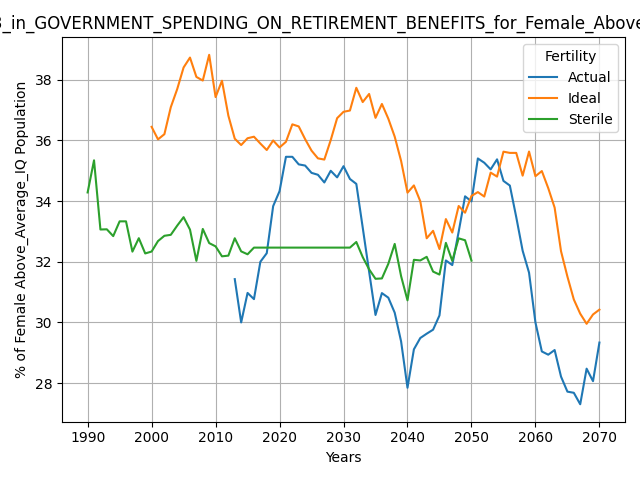 _in_GOVERNMENT_SPENDING_ON_RETIREMENT_BENEFITS_for_Female_Above
Fertility
Actual
Ideal
Sterile
% of Female Above_Average_IQ Population
38
36
34
32
30
28
1990 2000 2010 2020 2030 2040 2050 2060 2070
Years